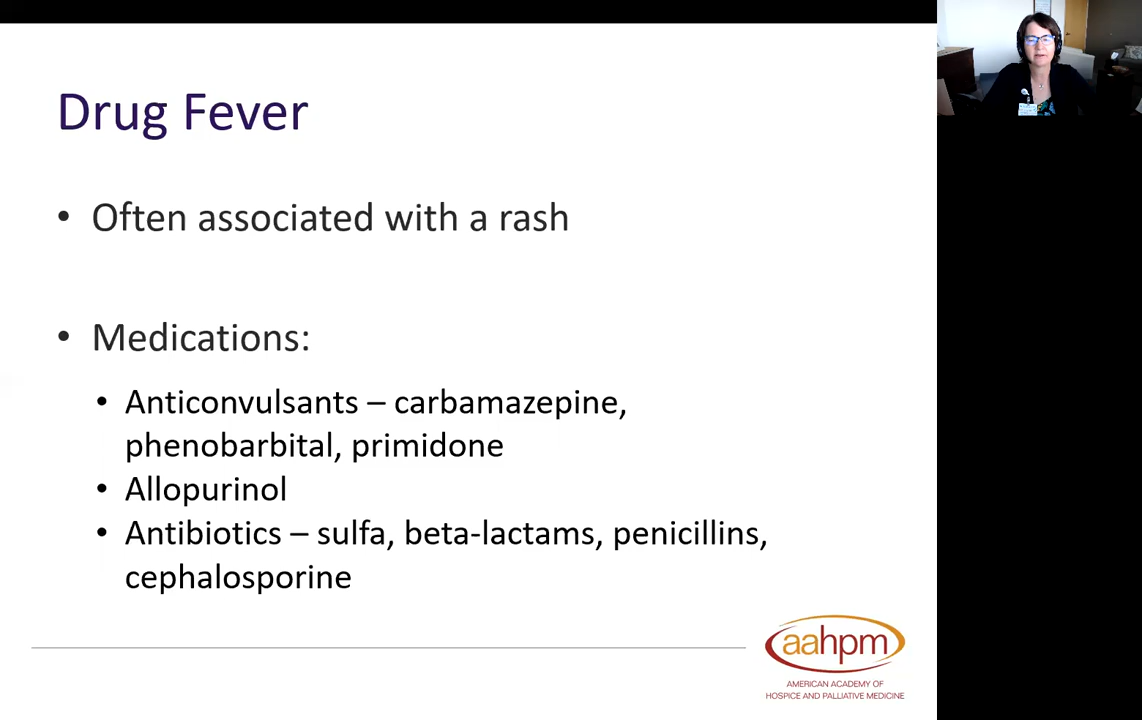 Drug Fever
• Often associated with a rash
• Medications:
• Anticonvulsants – carbamazepine,
phenobarbital, primidone
• Allopurinol
• Antibiotics – sulfa, beta-lactams, penicillins,
cephalosporine
aahpm
AMERICAN ACADEMY OF
HOSPICE AND PALLIATIVE MEDICINE